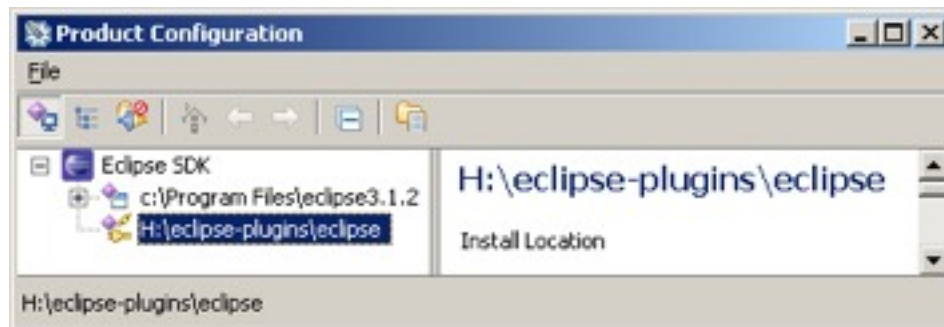 Product Configuration
File
Eclipse SDK
c:\Program Files\eclipse3.1.2
H:\eclipse-plugins\eclipse
H:\eclipse-plugins\eclipse
Install Location
H:\eclipse-plugins\eclipse